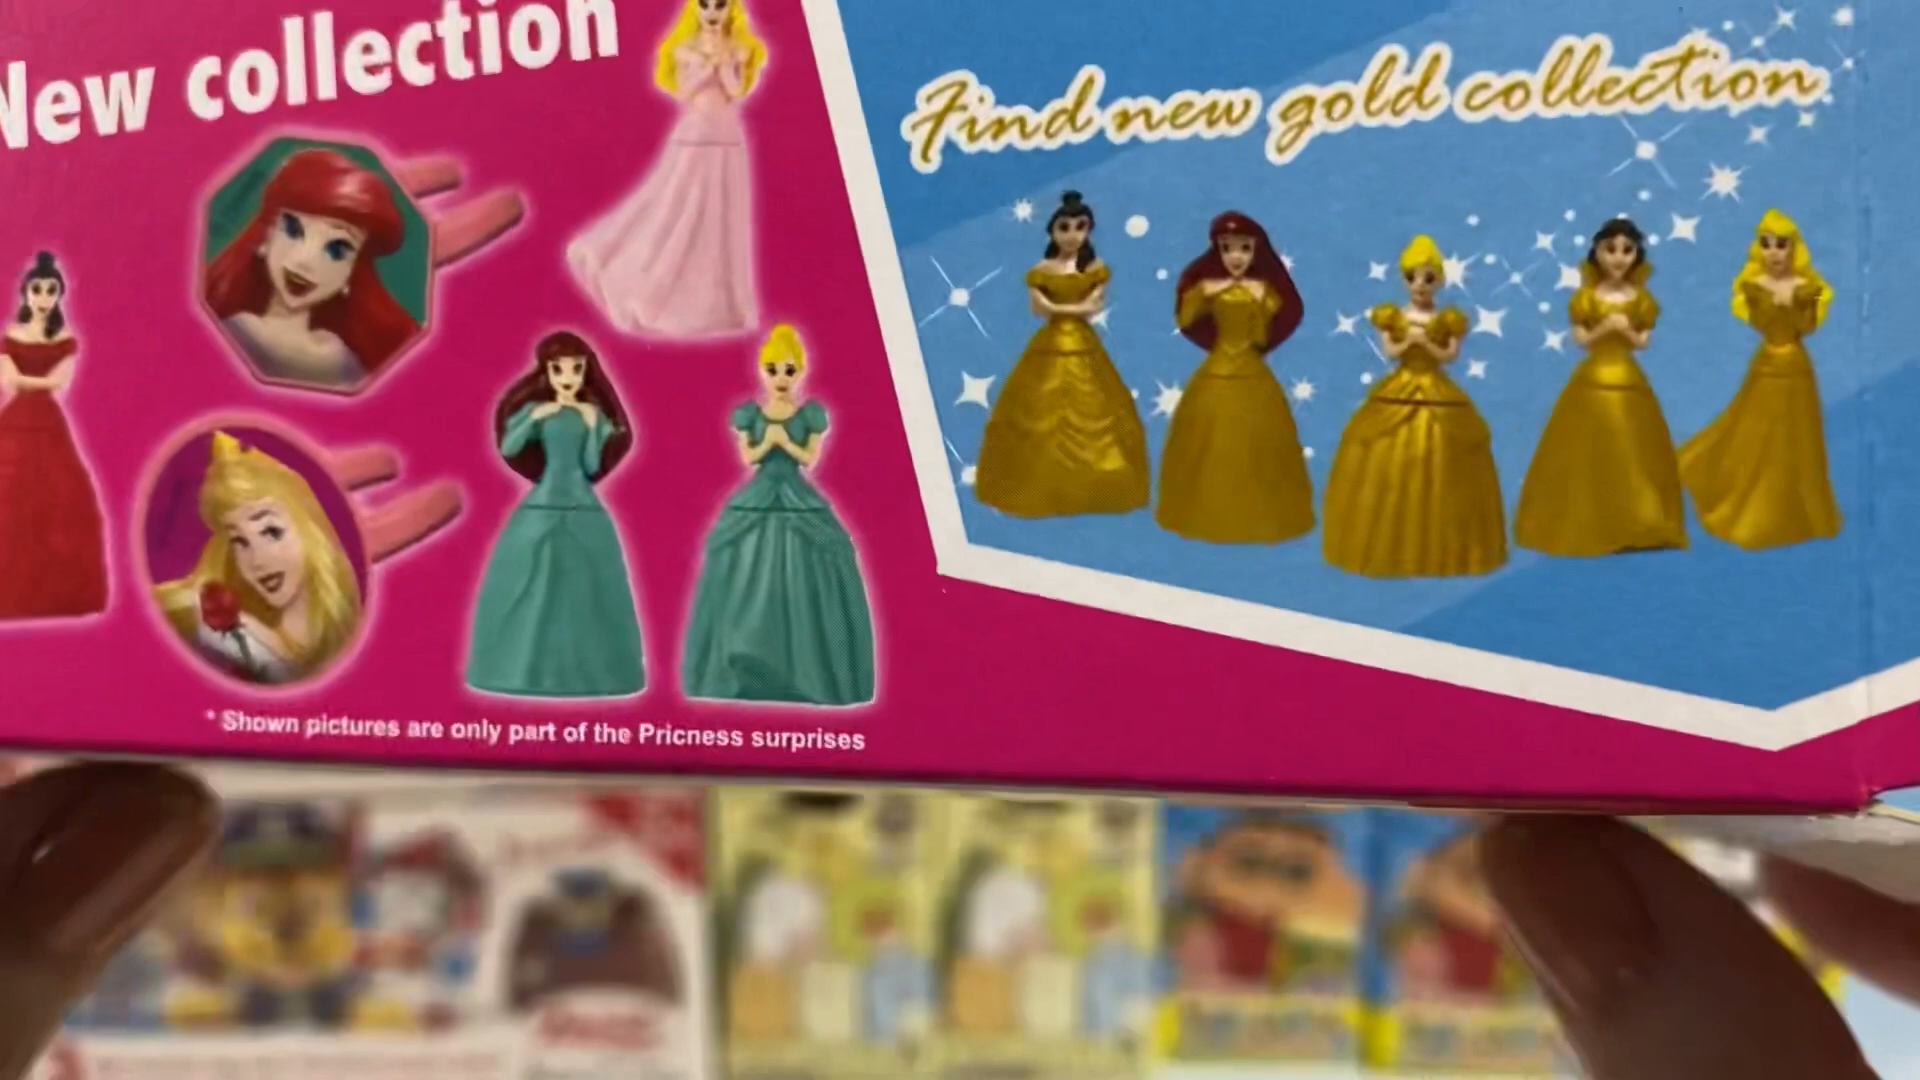 New collection
Find new gold collection
* Shown pictures are only part of the Pricness surprises